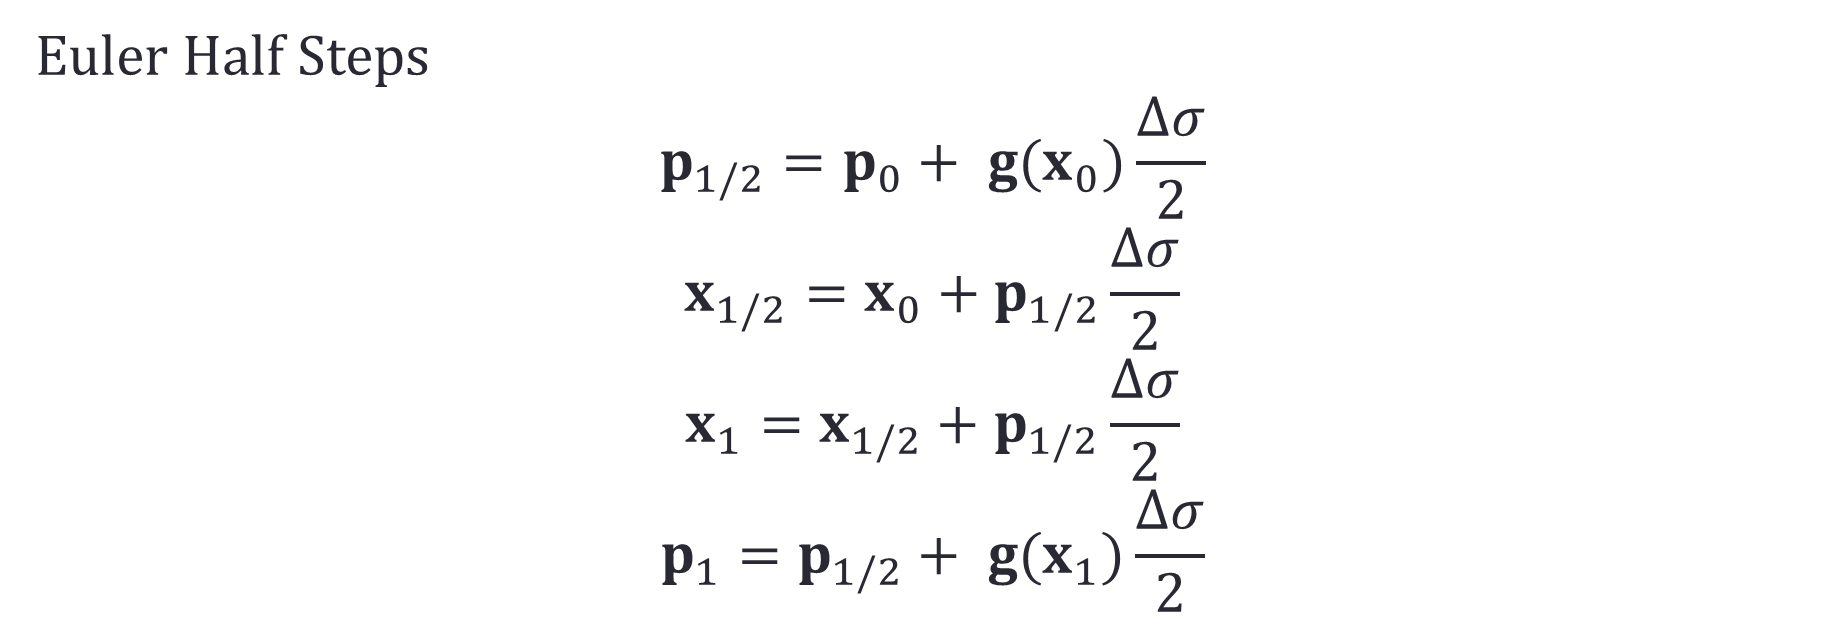 Euler Half Steps
𝐩₁/₂ = 𝐩₀ + 𝐠(𝐱₀) Δσ/2
𝐱₁/₂ = 𝐱₀ + 𝐩₁/₂ Δσ/2
𝐱₁ = 𝐱₁/₂ + 𝐩₁/₂ Δσ/2
𝐩₁ = 𝐩₁/₂ + 𝐠(𝐱₁) Δσ/2